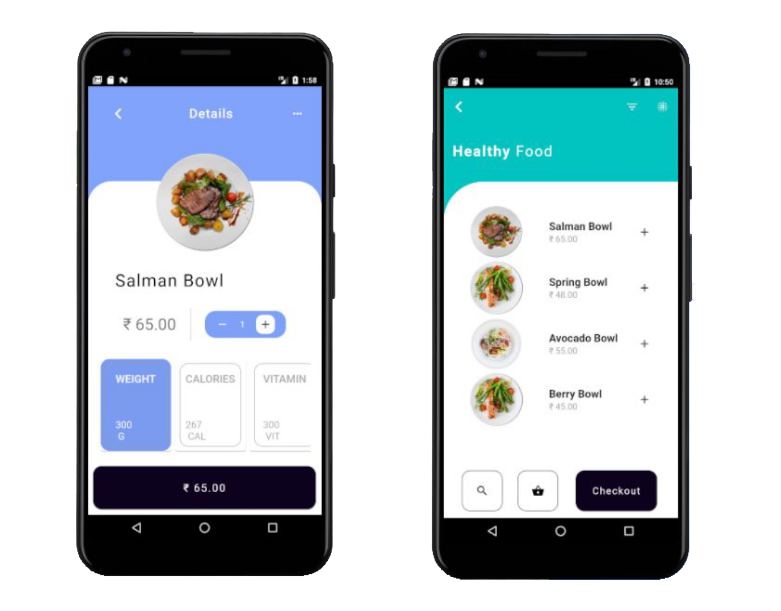 1:58
Details
Salman Bowl
₹ 65.00
1
WEIGHT
300
G
CALORIES
267
CAL
VITAMIN
300
VIT
₹ 65.00
10:50
Healthy Food
Salman Bowl
₹ 65.00
Spring Bowl
₹ 48.00
Avocado Bowl
₹ 55.00
Berry Bowl
₹ 45.00
Checkout